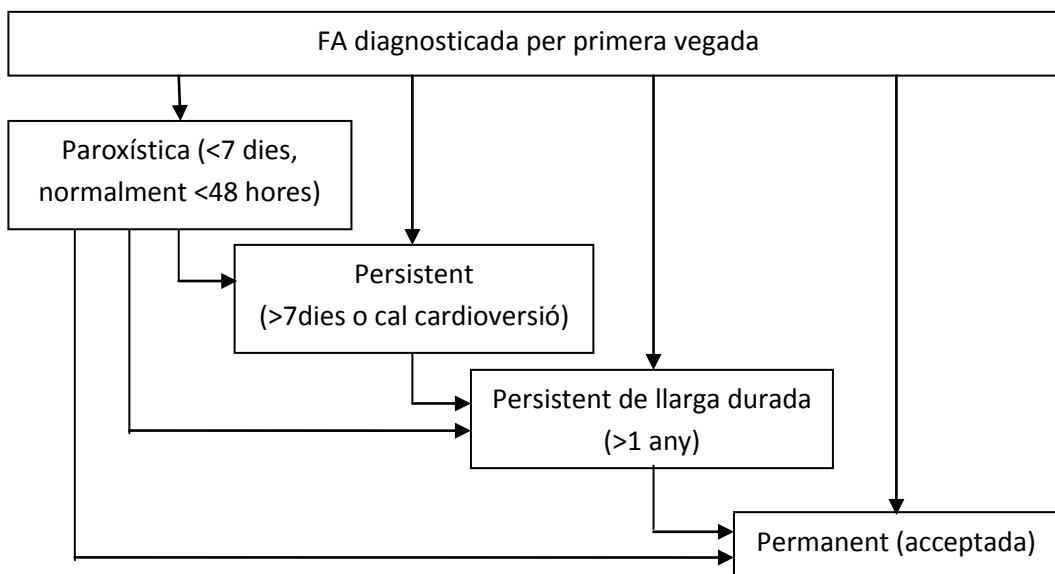 FA diagnosticada per primera vegada
Paroxística (<7 dies,
normalment <48 hores)
Persistent
(>7dies o cal cardioversió)
Persistent de llarga durada
(>1 any)
Permanent (acceptada)